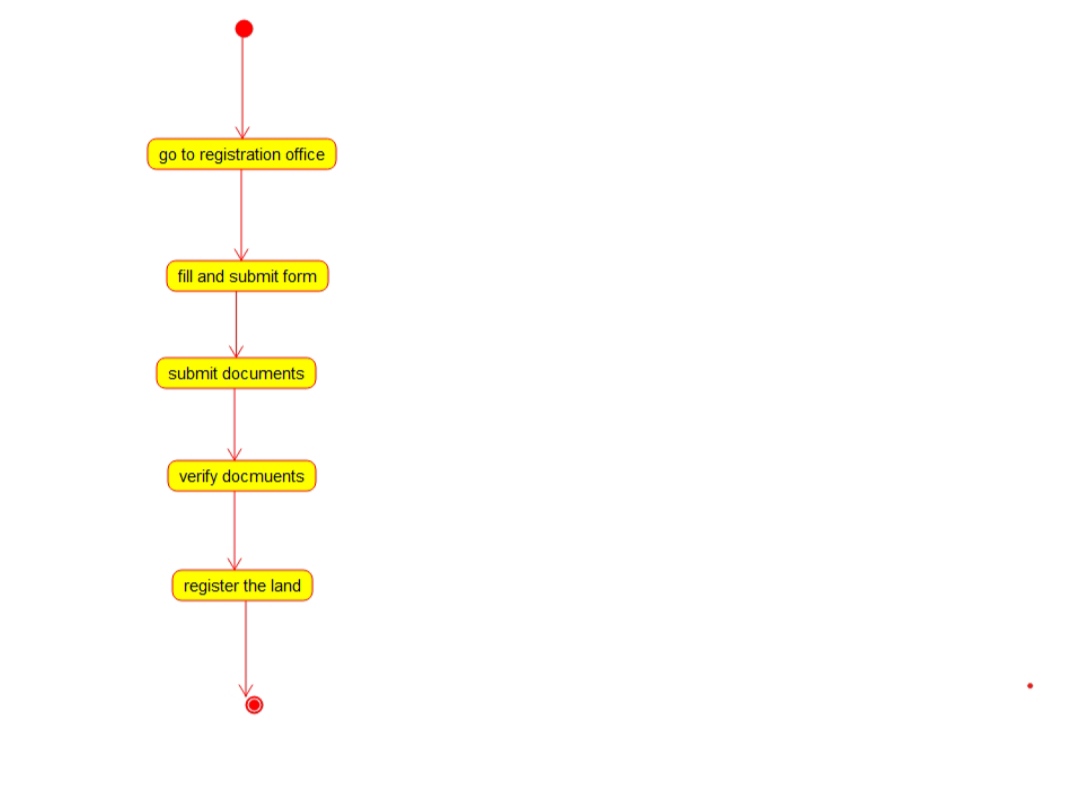 go to registration office
fill and submit form
submit documents
verify docmuents
register the land